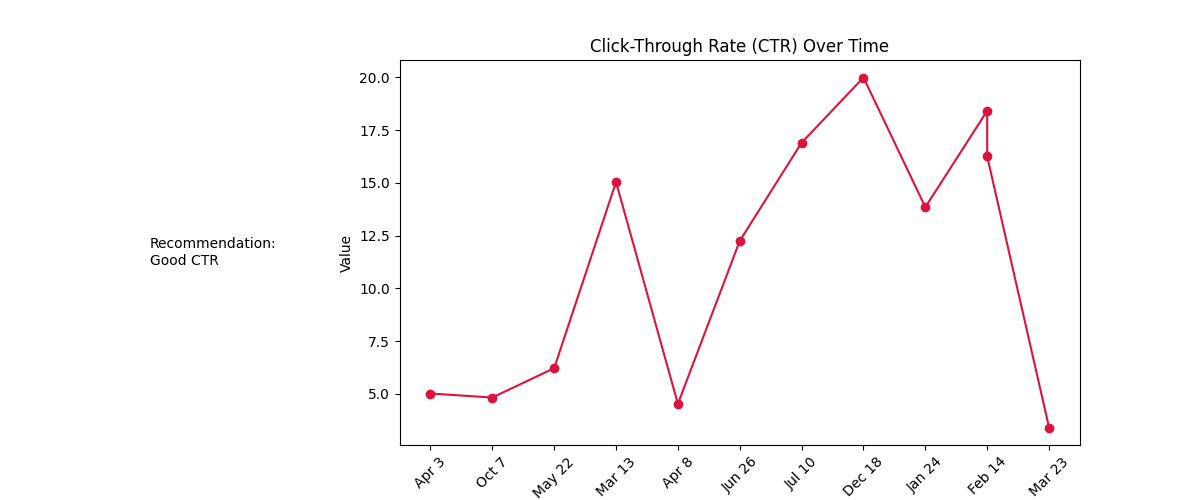 Click-Through Rate (CTR) Over Time
Recommendation:
Good CTR
Value
20.0
17.5
15.0
12.5
10.0
7.5
5.0
Apr 3
Oct 7
May 22
Mar 13
Apr 8
Jun 26
Jul 10
Dec 18
Jan 24
Feb 14
Mar 23